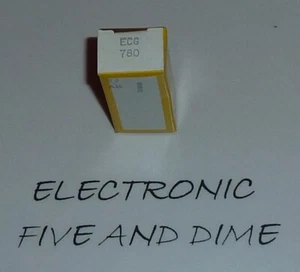 ECG
780
ELECTRONIC
FIVE AND DIME